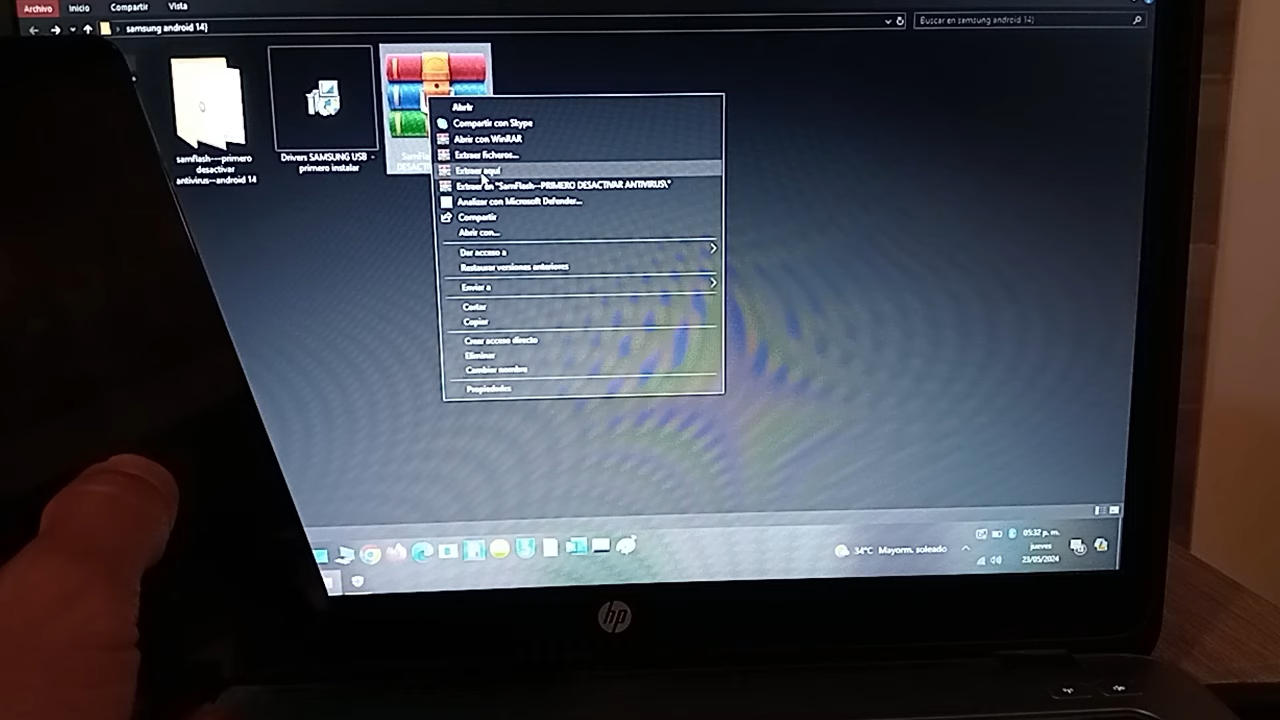 Archivo Inicio Compartir Vista
samsung android 14)
Buscar en samsung android 14)
samflash---primero
desactivar
antivirus--android 14
Drivers SAMSUNG USB -
primero instalar
Abrir
Compartir con Skype
Abrir con WinRAR
Extraer ficheros...
Extraer aquí
Extraer en "SamFlash--PRIMERO DESACTIVAR ANTIVIRUS\"
Analizar con Microsoft Defender...
Compartir
Abrir con...
Dar acceso a
Restaurar versiones anteriores
Enviar a
Cortar
Copiar
Crear acceso directo
Eliminar
Cambiar nombre
Propiedades
34°C Mayorm. soleado
05:32 p. m.
jueves
23/05/2024
hp